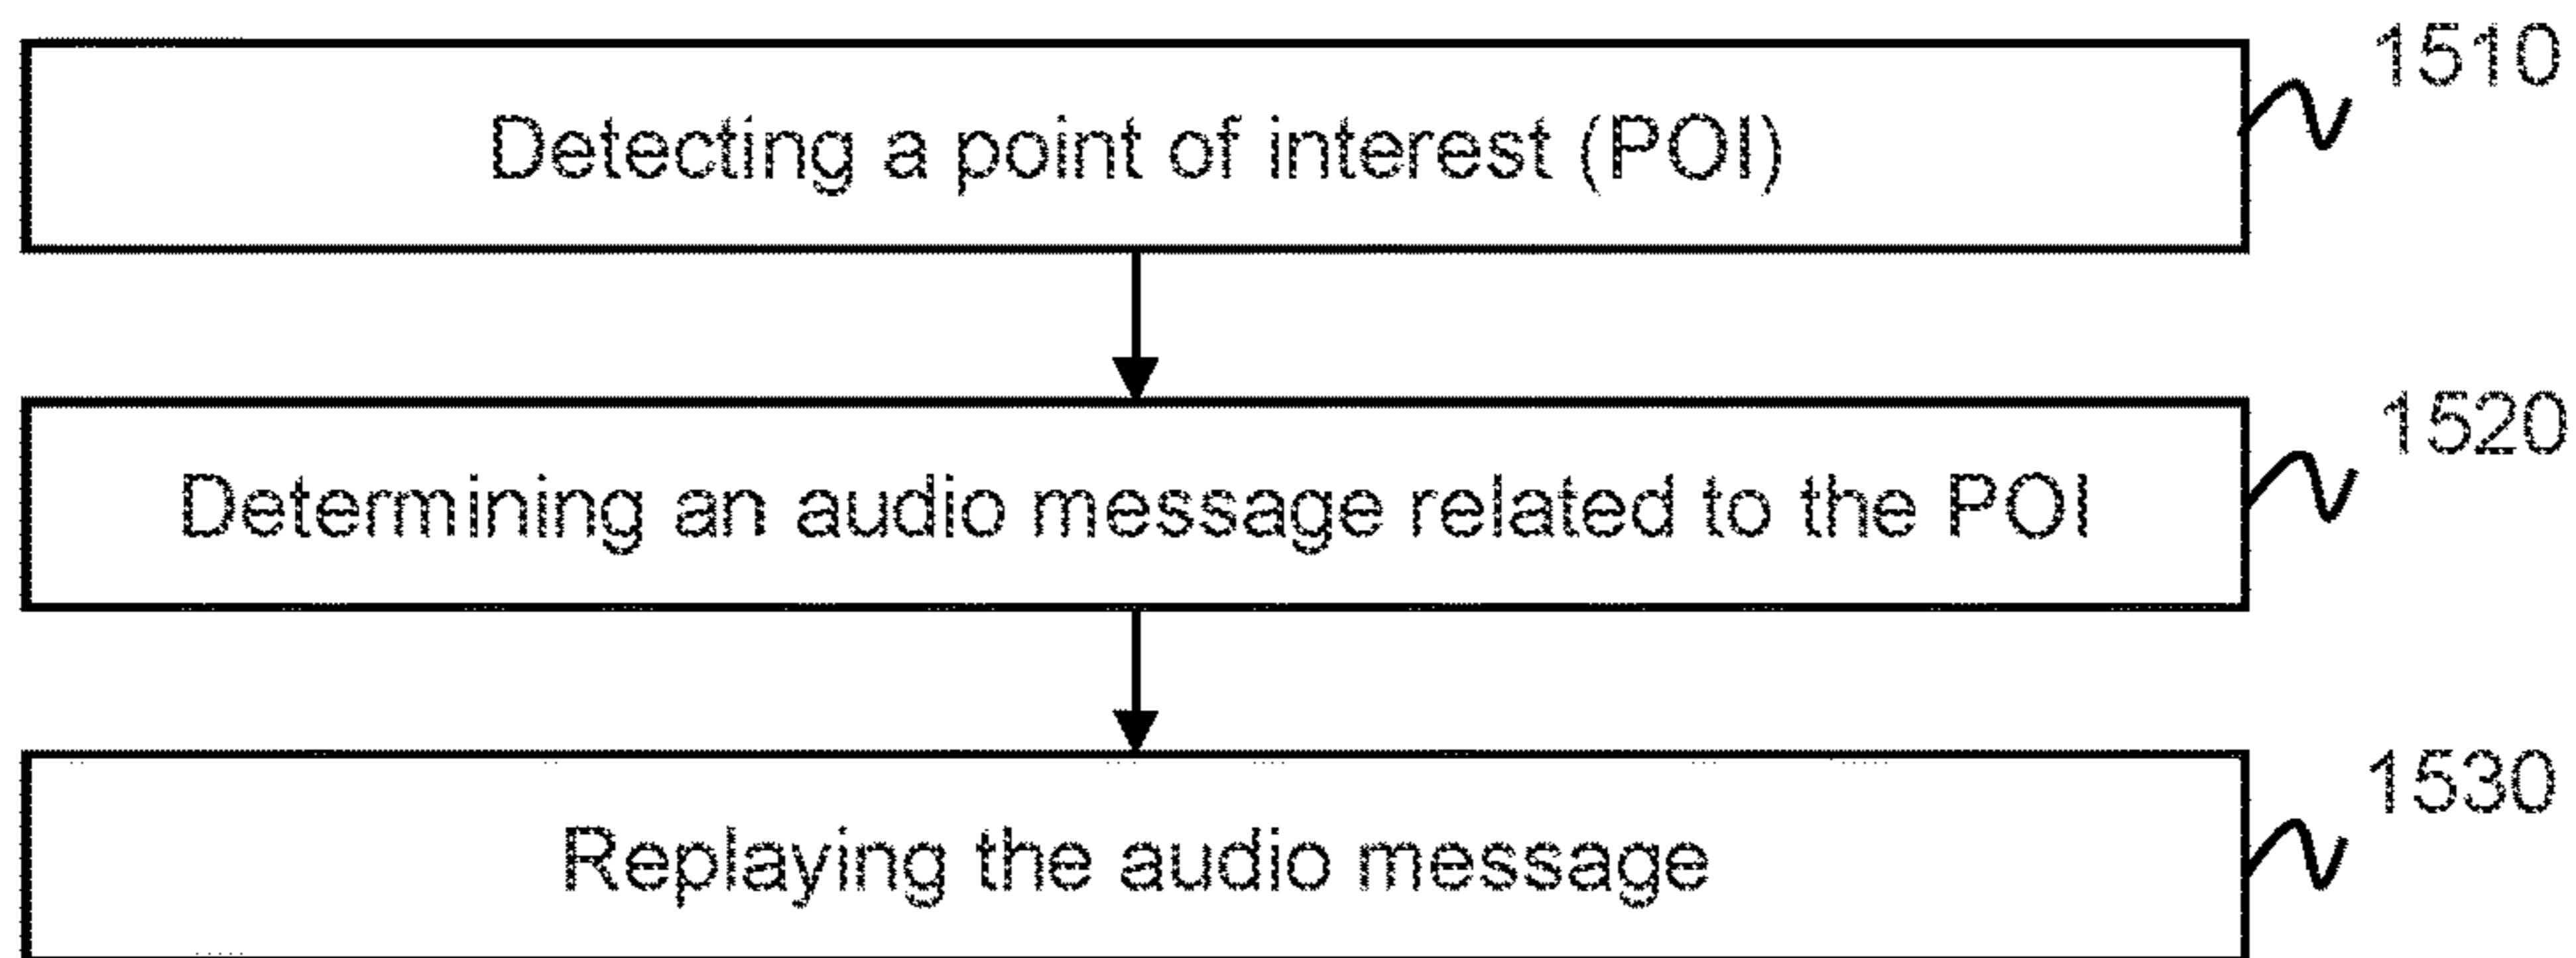 1510
Detecting a point of interest (POI)
1520
Determining an audio message related to the POI
1530
Replaying the audio message